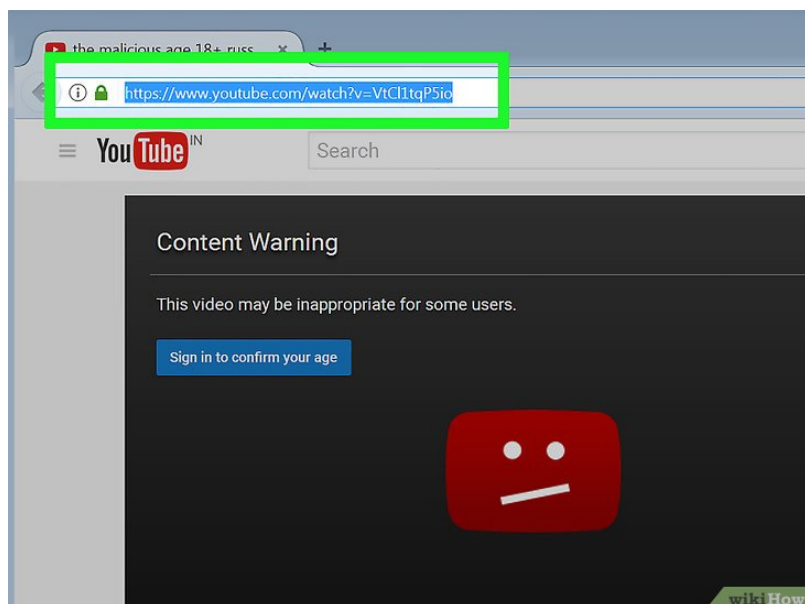 the malicious age 18+ russ
https://www.youtube.com/watch?v=VtCl1tqP5io
YouTube IN
Search
Content Warning
This video may be inappropriate for some users.
Sign in to confirm your age
wikiHow